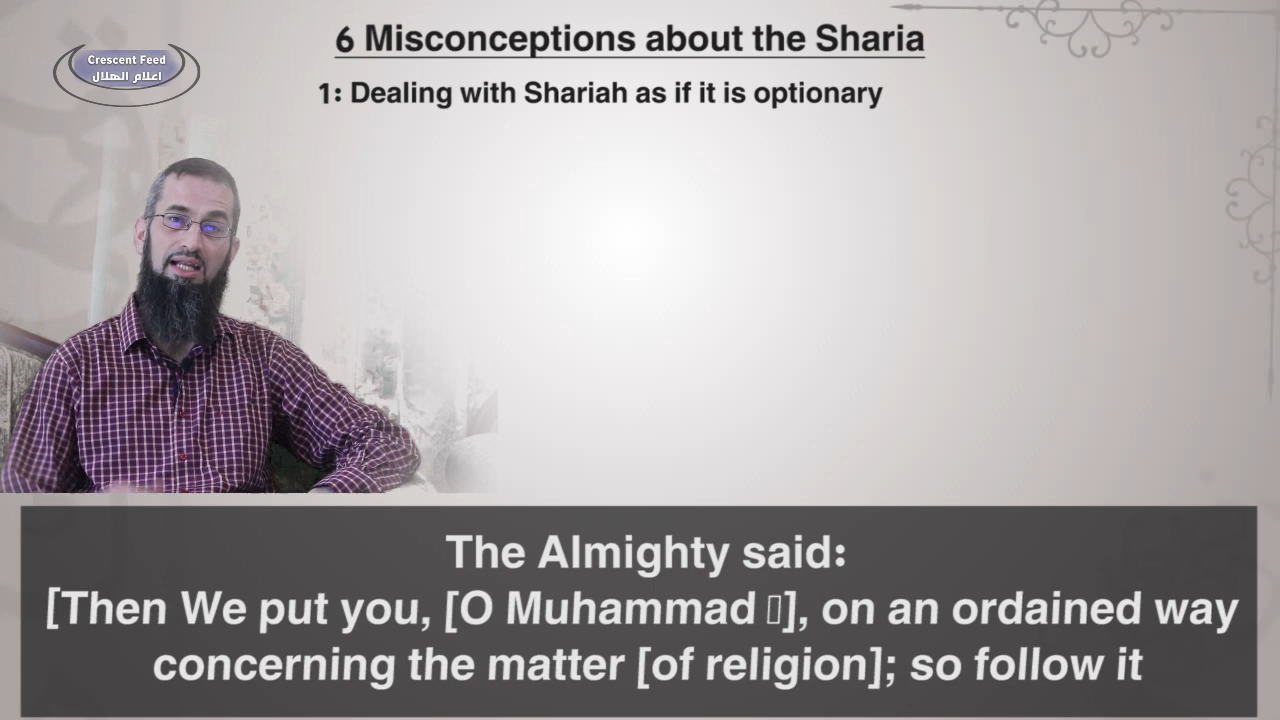 6 Misconceptions about the Sharia
1: Dealing with Shariah as if it is optionary
Crescent Feed
اعلام الهلال
The Almighty said:
[Then We put you, [O Muhammad ▯], on an ordained way
concerning the matter [of religion]; so follow it